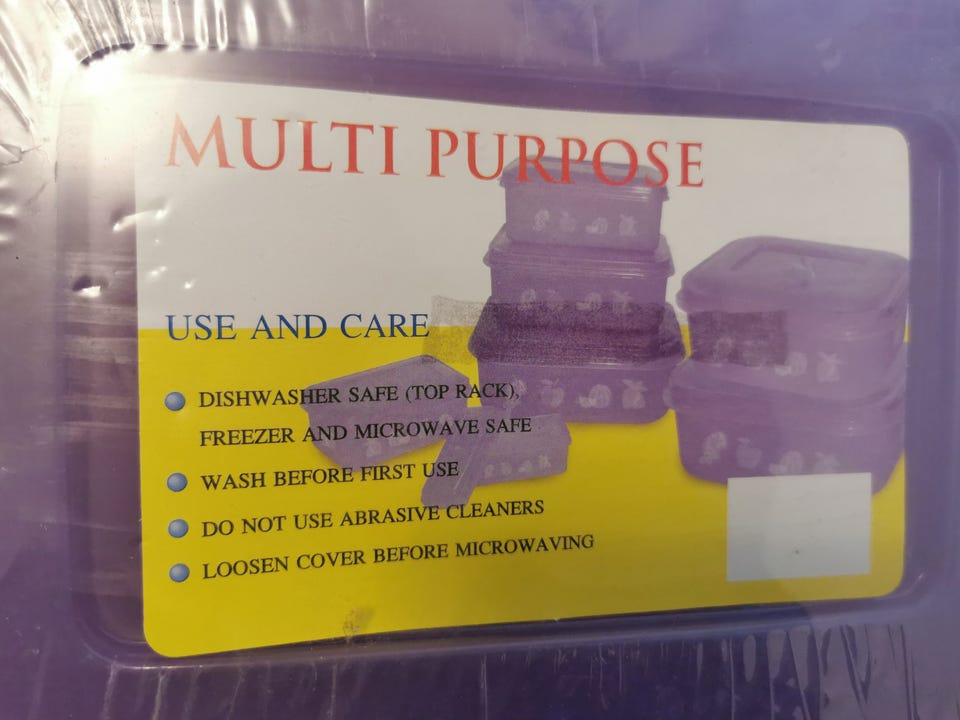 MULTI PURPOSE
USE AND CARE
DISHWASHER SAFE (TOP RACK),
FREEZER AND MICROWAVE SAFE
WASH BEFORE FIRST USE
DO NOT USE ABRASIVE CLEANERS
LOOSEN COVER BEFORE MICROWAVING